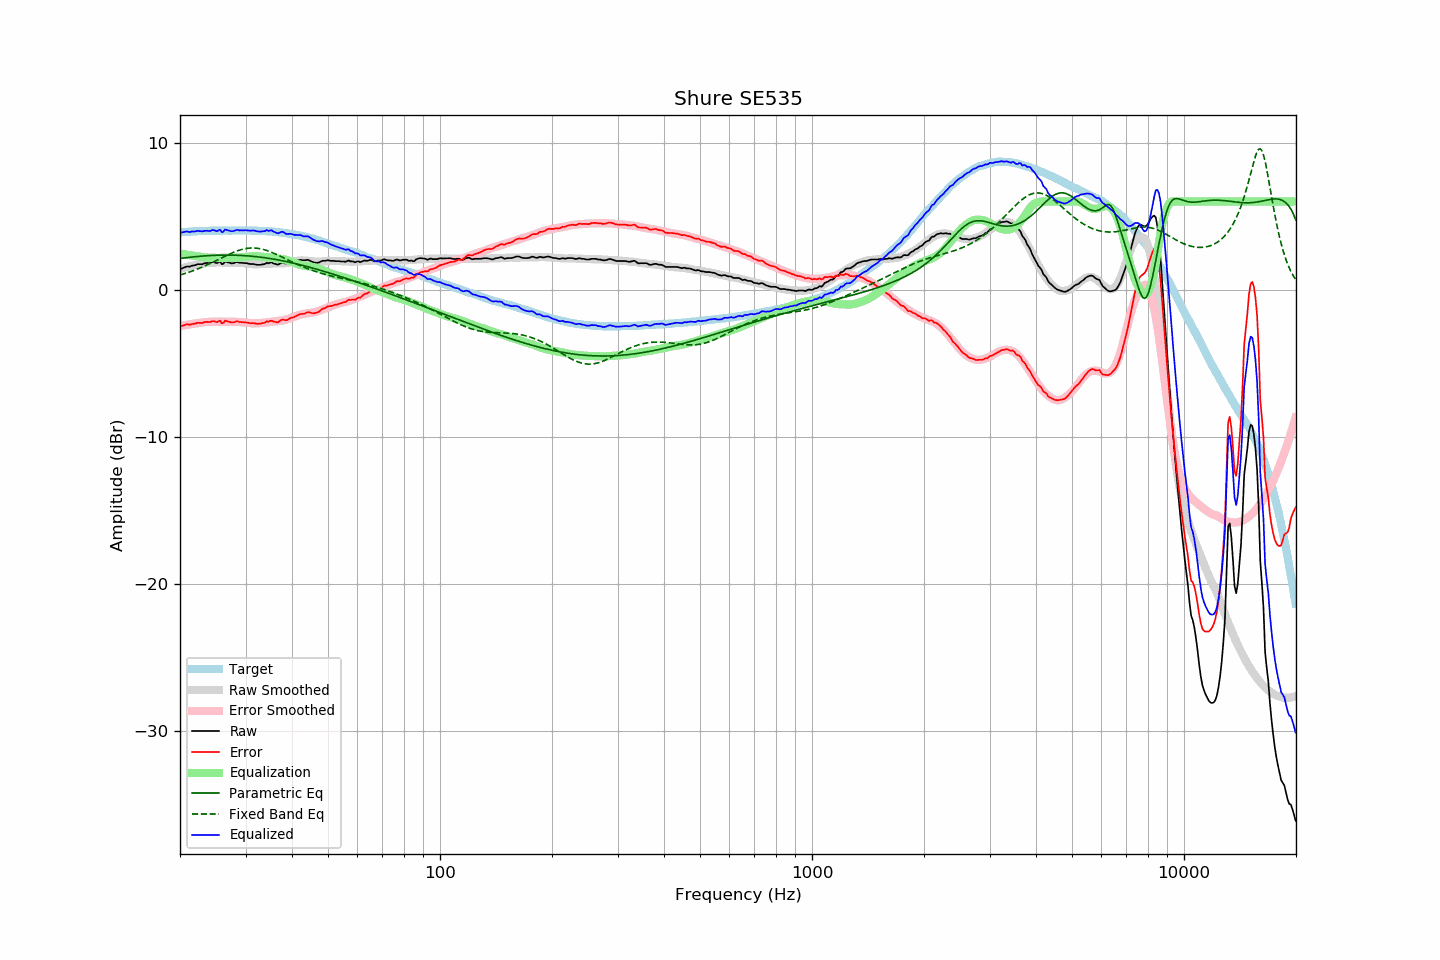 Shure SE535
Amplitude (dBr)
10
0
−10
−20
−30
Target
Raw Smoothed
Error Smoothed
Raw
Error
Equalization
Parametric Eq
Fixed Band Eq
Equalized
100
1000
10000
Frequency (Hz)